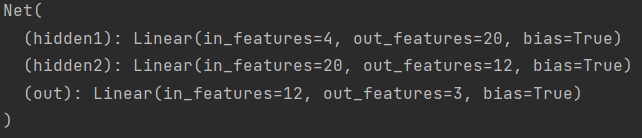 Net(
  (hidden1): Linear(in_features=4, out_features=20, bias=True)
  (hidden2): Linear(in_features=20, out_features=12, bias=True)
  (out): Linear(in_features=12, out_features=3, bias=True)
)